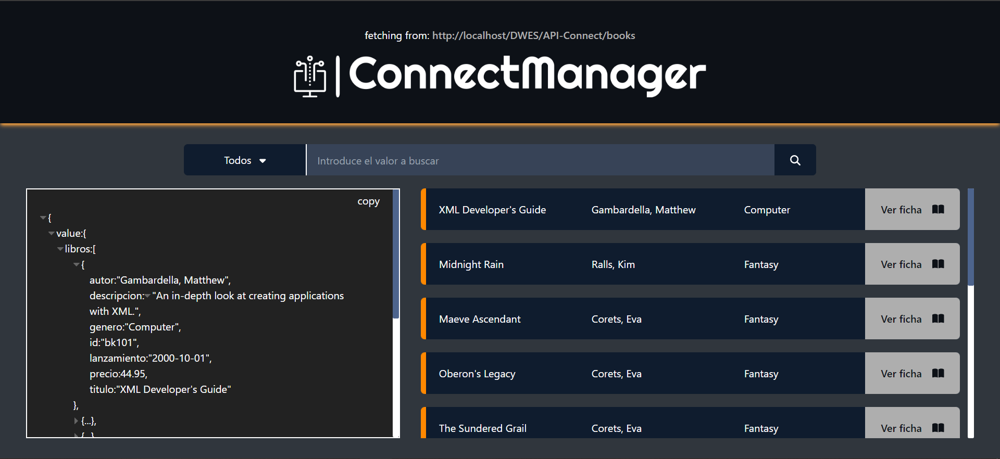 fetching from: http://localhost/DWES/API-Connect/books
ConnectManager
Todos
Introduce el valor a buscar
copy
{
value:{
libros:[
{
autor:"Gambardella, Matthew",
descripcion: "An in-depth look at creating applications
with XML.",
genero:"Computer",
id:"bk101",
lanzamiento:"2000-10-01",
precio:44.95,
titulo:"XML Developer's Guide"
},
{...},
{...}
XML Developer's Guide Gambardella, Matthew Computer Ver ficha
Midnight Rain Ralls, Kim Fantasy Ver ficha
Maeve Ascendant Corets, Eva Fantasy Ver ficha
Oberon's Legacy Corets, Eva Fantasy Ver ficha
The Sundered Grail Corets, Eva Fantasy Ver ficha